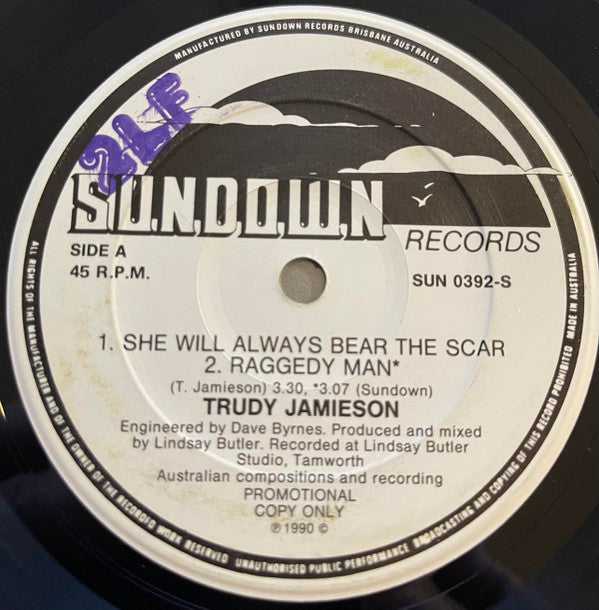 MANUFACTURED BY SUNDOWN RECORDS BRISBANE AUSTRALIA
2LF
S.U.N.D.O.W.N
RECORDS
SIDE A
45 R.P.M.
SUN 0392-S
1. SHE WILL ALWAYS BEAR THE SCAR
2. RAGGEDY MAN*
(T. Jamieson) 3.30, *3.07 (Sundown)
TRUDY JAMIESON
Engineered by Dave Byrnes. Produced and mixed
by Lindsay Butler. Recorded at Lindsay Butler
Studio, Tamworth
Australian compositions and recording
PROMOTIONAL
COPY ONLY
℗ 1990 ©
ALL RIGHTS OF THE MANUFACTURER AND OF THE OWNER OF THE RECORDED WORK RESERVED UNAUTHORISED PUBLIC PERFORMANCE BROADCASTING AND COPYING OF THIS RECORD PROHIBITED MADE IN AUSTRALIA